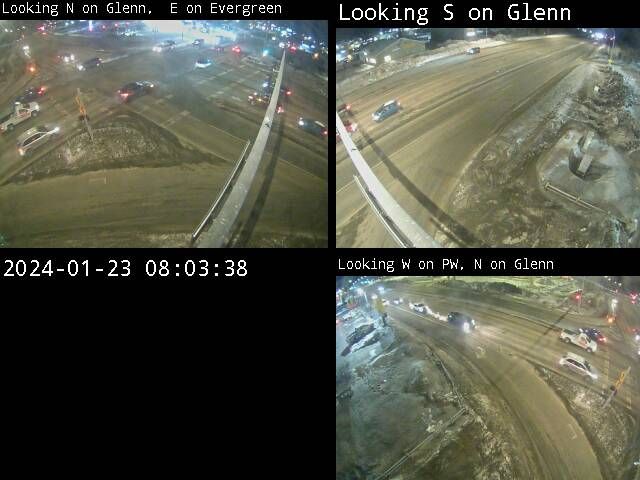 Looking N on Glenn,  E on Evergreen
Looking S on Glenn
2024-01-23 08:03:38
Looking W on PW, N on Glenn